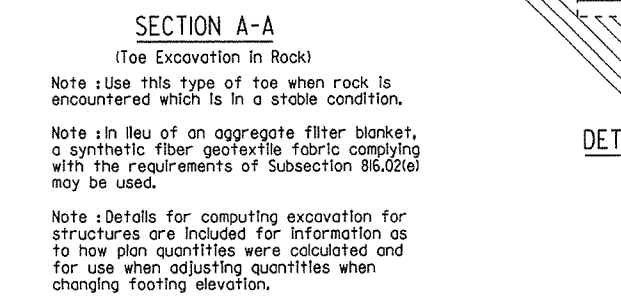 SECTION A-A
(Toe Excavation in Rock)
Note : Use this type of toe when rock is
encountered which is in a stable condition.
Note : In lieu of an aggregate filter blanket,
a synthetic fiber geotextile fabric complying
with the requirements of Subsection 816.02(e)
may be used.
DET
Note : Details for computing excavation for
structures are included for information as
to how plan quantities were calculated and
for use when adjusting quantities when
changing footing elevation.